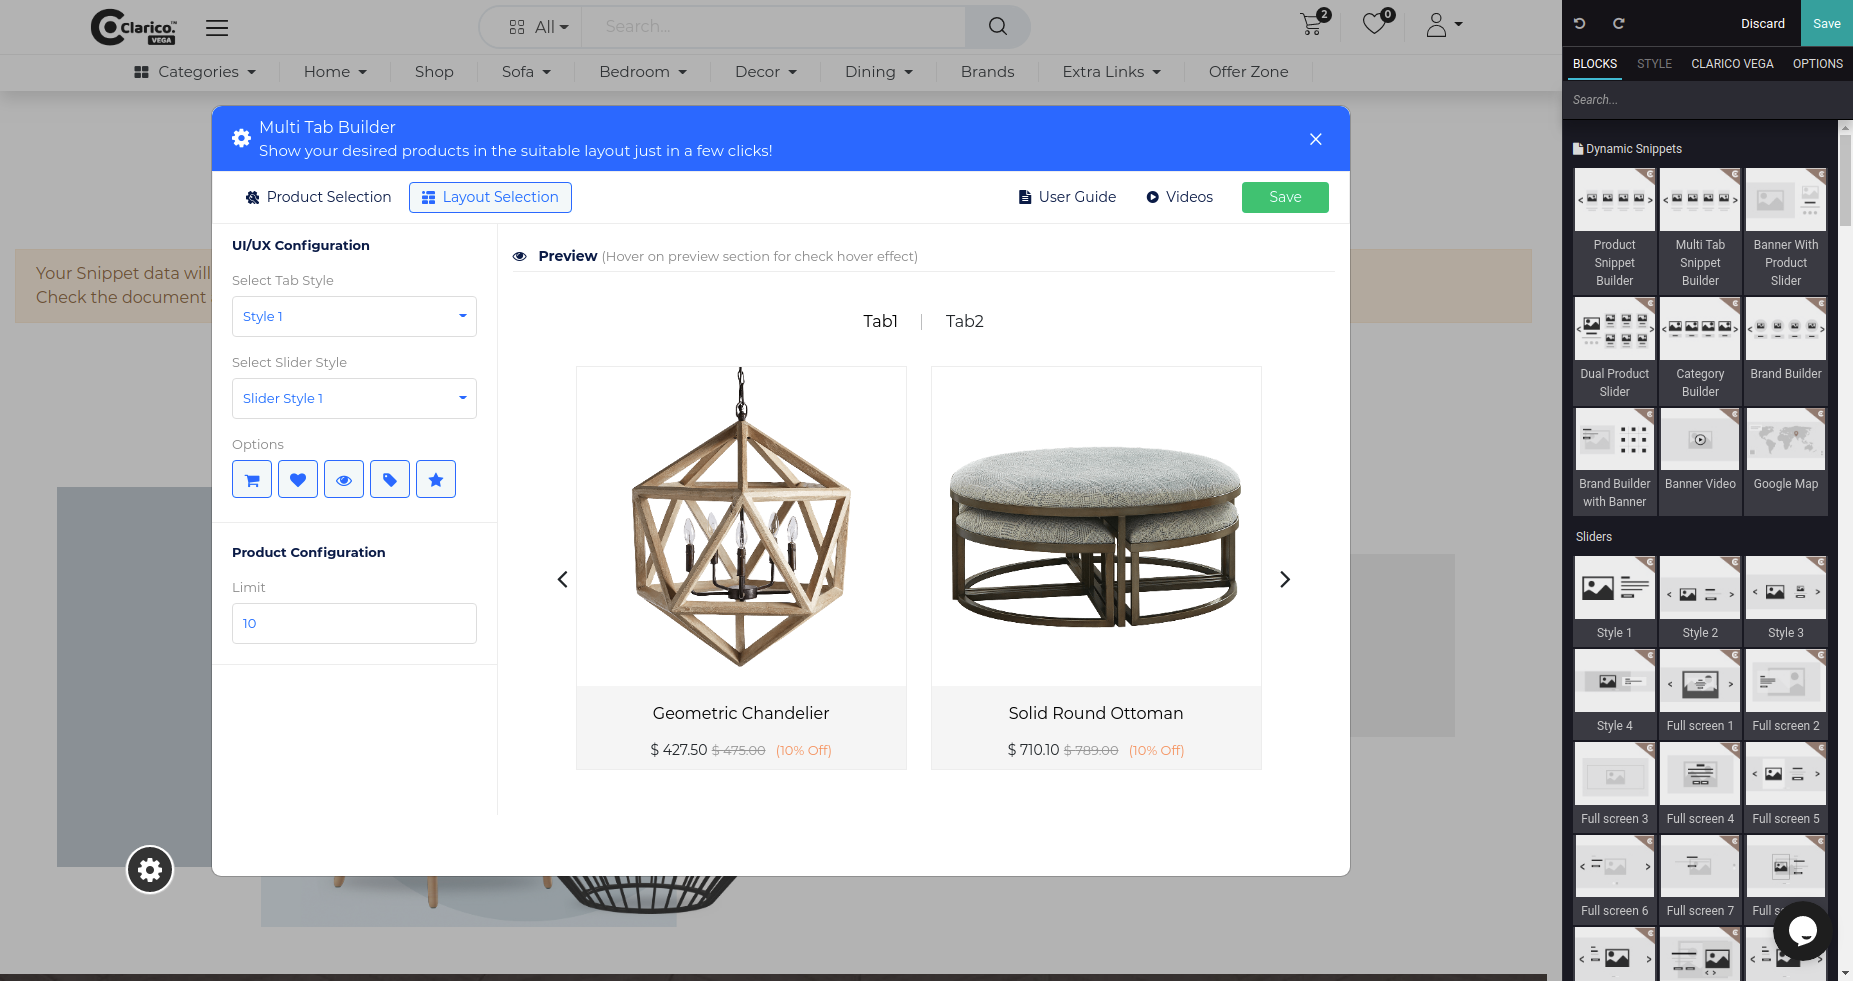 Clarico.™
VEGA
All
Search...
2
0
Categories
Home
Shop
Sofa
Bedroom
Decor
Dining
Brands
Extra Links
Offer Zone
Your Snippet data will
Check the document
Multi Tab Builder
Show your desired products in the suitable layout just in a few clicks!
Product Selection
Layout Selection
User Guide
Videos
Save
UI/UX Configuration
Select Tab Style
Style 1
Select Slider Style
Slider Style 1
Options
Product Configuration
Limit
10
Preview (Hover on preview section for check hover effect)
Tab1
Tab2
Geometric Chandelier
$ 427.50 $ 475.00 (10% Off)
Solid Round Ottoman
$ 710.10 $ 789.00 (10% Off)
Discard
Save
BLOCKS
STYLE
CLARICO VEGA
OPTIONS
Search...
Dynamic Snippets
Product
Snippet
Builder
Multi Tab
Snippet
Builder
Banner With
Product
Slider
Dual Product
Slider
Category
Builder
Brand Builder
Brand Builder
with Banner
Banner Video
Google Map
Sliders
Style 1
Style 2
Style 3
Style 4
Full screen 1
Full screen 2
Full screen 3
Full screen 4
Full screen 5
Full screen 6
Full screen 7
Full